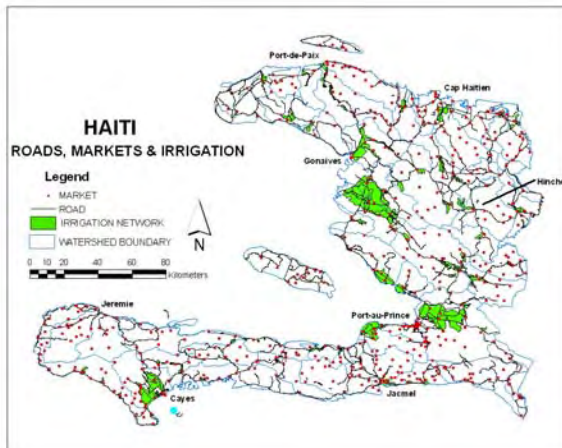 Port-de-Paix
Cap Haitien
HAITI
ROADS, MARKETS & IRRIGATION
Gonaives
Hinche
Legend
MARKET
ROAD
IRRIGATION NETWORK
WATERSHED BOUNDARY
N
0 10 20 40 60 80
Kilometers
Jeremie
Port-au-Prince
Cayes
Jacmel